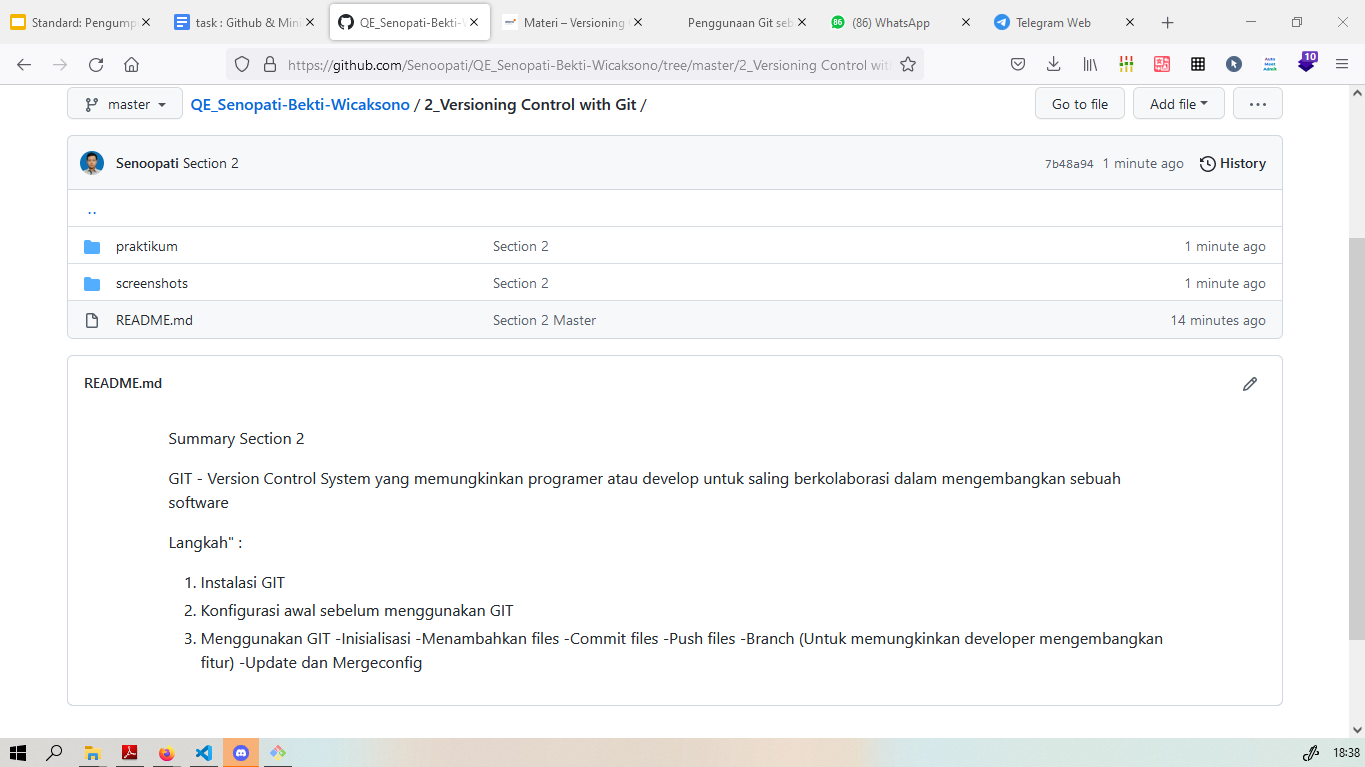 Standard: Pengump
task : Github & Mini
QE_Senopati-Bekti-W
Materi – Versioning
Penggunaan Git seb
86
(86) WhatsApp
Telegram Web
https://github.com/Senoopati/QE_Senopati-Bekti-Wicaksono/tree/master/2_Versioning Control wit
10
master
QE_Senopati-Bekti-Wicaksono / 2_Versioning Control with Git /
Go to file
Add file
Senoopati Section 2
7b48a94 1 minute ago
History
..
praktikum Section 2 1 minute ago
screenshots Section 2 1 minute ago
README.md Section 2 Master 14 minutes ago
README.md
Summary Section 2
GIT - Version Control System yang memungkinkan programer atau develop untuk saling berkolaborasi dalam mengembangkan sebuah
software
Langkah" :
1. Instalasi GIT
2. Konfigurasi awal sebelum menggunakan GIT
3. Menggunakan GIT -Inisialisasi -Menambahkan files -Commit files -Push files -Branch (Untuk memungkinkan developer mengembangkan
fitur) -Update dan Mergeconfig
18:38